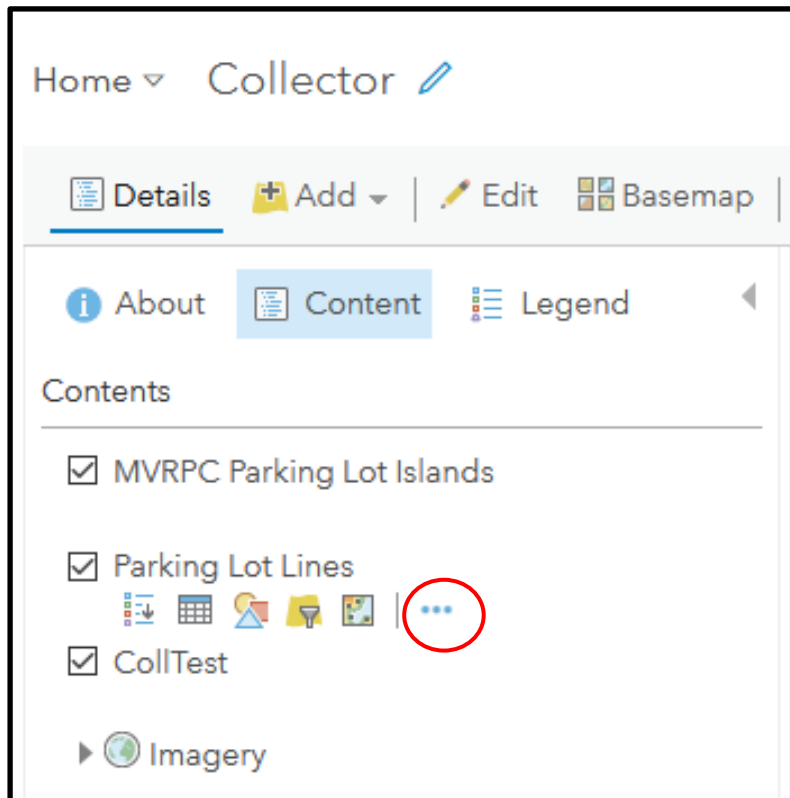 Home Collector
Details Add Edit Basemap
About Content Legend
Contents
MVRPC Parking Lot Islands
Parking Lot Lines
CollTest
Imagery